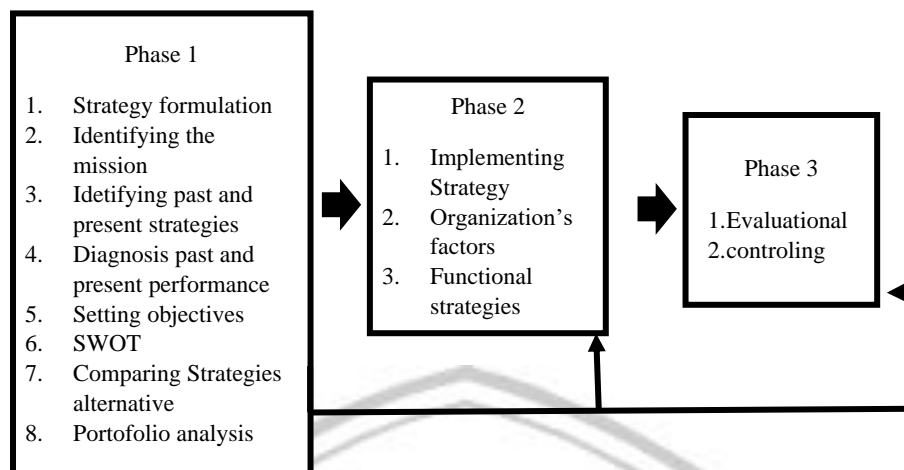 Phase 1
1. Strategy formulation
2. Identifying the
mission
3. Idetifying past and
present strategies
4. Diagnosis past and
present performance
5. Setting objectives
6. SWOT
7. Comparing Strategies
alternative
8. Portofolio analysis
Phase 2
1. Implementing
Strategy
2. Organization’s
factors
3. Functional
strategies
Phase 3
1.Evaluational
2.controling